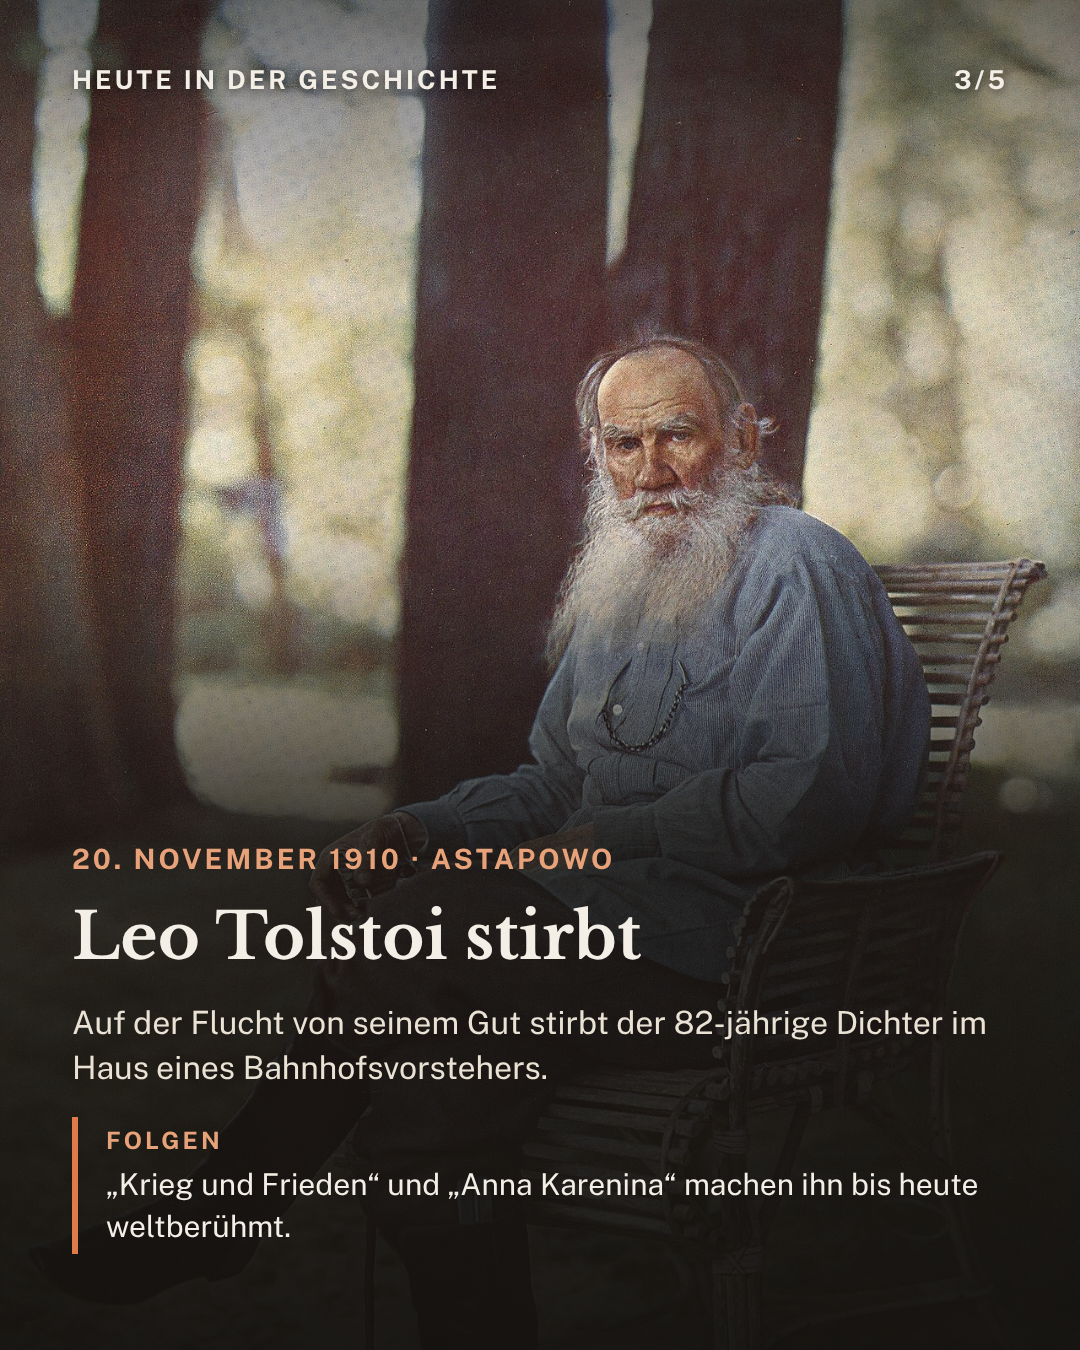 HEUTE IN DER GESCHICHTE
3/5
20. NOVEMBER 1910 · ASTAPOWO
Leo Tolstoi stirbt
Auf der Flucht von seinem Gut stirbt der 82-jährige Dichter im
Haus eines Bahnhofsvorstehers.
FOLGEN
„Krieg und Frieden“ und „Anna Karenina“ machen ihn bis heute
weltberühmt.